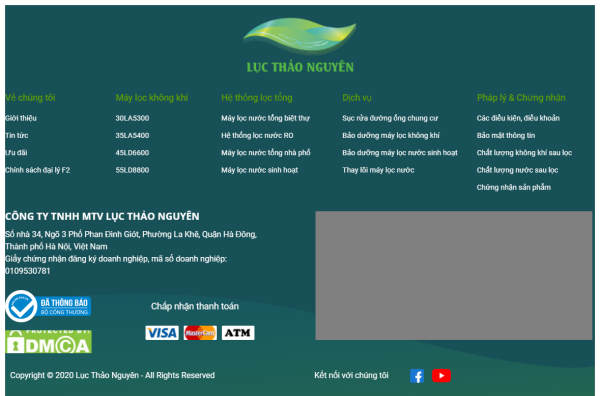 LỤC THẢO NGUYÊN
Về chúng tôi
Giới thiệu
Tin tức
Ưu đãi
Chính sách đại lý F2
Máy lọc không khí
30LA5300
35LA5400
45LD6600
55LD8800
Hệ thống lọc tổng
Máy lọc nước tổng biệt thự
Hệ thống lọc nước RO
Máy lọc nước tổng nhà phố
Máy lọc nước sinh hoạt
Dịch vụ
Sục rửa đường ống chung cư
Bảo dưỡng máy lọc không khí
Bảo dưỡng máy lọc nước sinh hoạt
Thay lõi máy lọc nước
Pháp lý & Chứng nhận
Các điều kiện, điều khoản
Bảo mật thông tin
Chất lượng không khí sau lọc
Chất lượng nước sau lọc
Chứng nhận sản phẩm
CÔNG TY TNHH MTV LỤC THẢO NGUYÊN
Số nhà 34, Ngõ 3 Phố Phan Đình Giót, Phường La Khê, Quận Hà Đông,
Thành phố Hà Nội, Việt Nam
Giấy chứng nhận đăng ký doanh nghiệp, mã số doanh nghiệp:
0109530781
ĐÃ THÔNG BÁO
BỘ CÔNG THƯƠNG
PROTECTED BY:
DMCA
Chấp nhận thanh toán
VISA MasterCard ATM
Copyright © 2020 Lục Thảo Nguyên - All Rights Reserved
Kết nối với chúng tôi